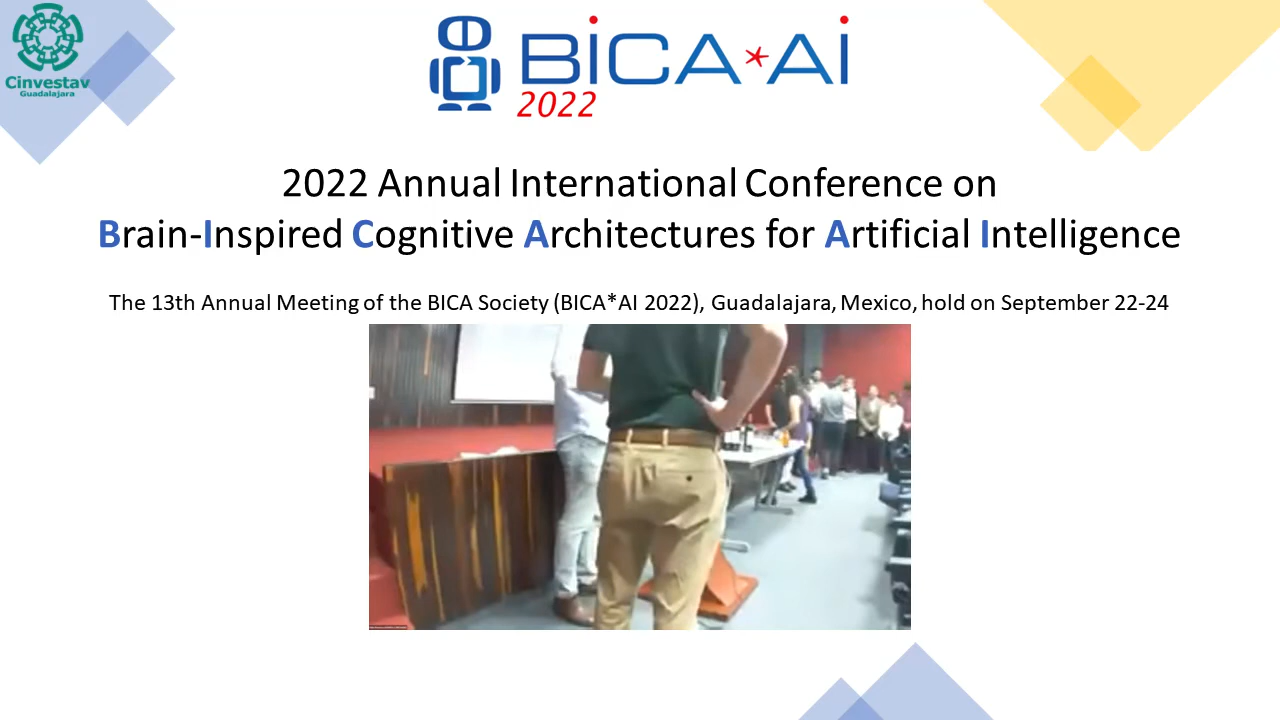 Cinvestav
Guadalajara
BiCA*Ai
2022
2022 Annual International Conference on
Brain-Inspired Cognitive Architectures for Artificial Intelligence
The 13th Annual Meeting of the BICA Society (BICA*AI 2022), Guadalajara, Mexico, hold on September 22-24